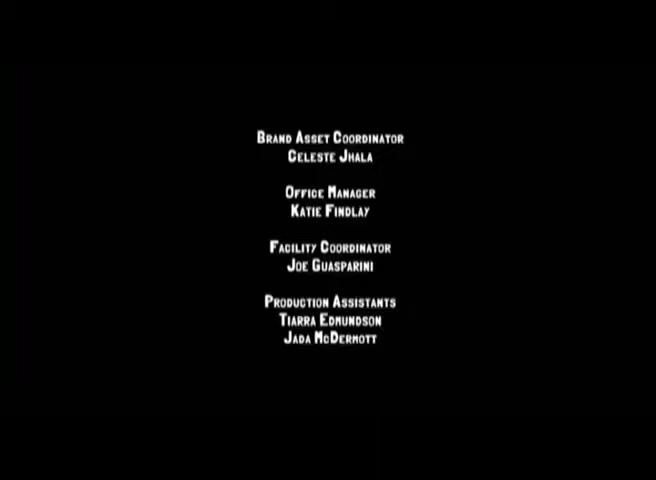 Brand Asset Coordinator
Celeste Jhala
Office Manager
Katie Findlay
Facility Coordinator
Joe Guasparini
Production Assistants
Tiarra Edmundson
Jada McDermott